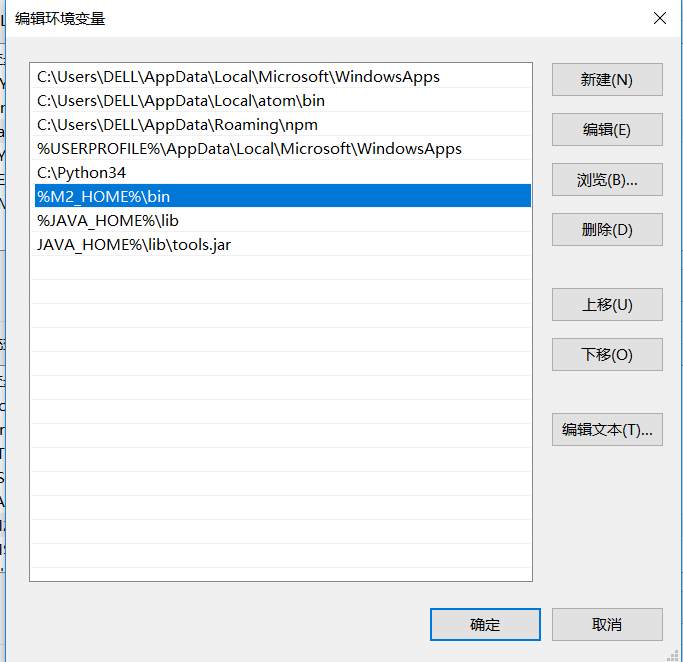 编辑环境变量
C:\Users\DELL\AppData\Local\Microsoft\WindowsApps
C:\Users\DELL\AppData\Local\atom\bin
C:\Users\DELL\AppData\Roaming\npm
%USERPROFILE%\AppData\Local\Microsoft\WindowsApps
C:\Python34
%M2_HOME%\bin
%JAVA_HOME%\lib
JAVA_HOME%\lib\tools.jar
新建(N)
编辑(E)
浏览(B)...
删除(D)
上移(U)
下移(O)
编辑文本(T)...
确定
取消